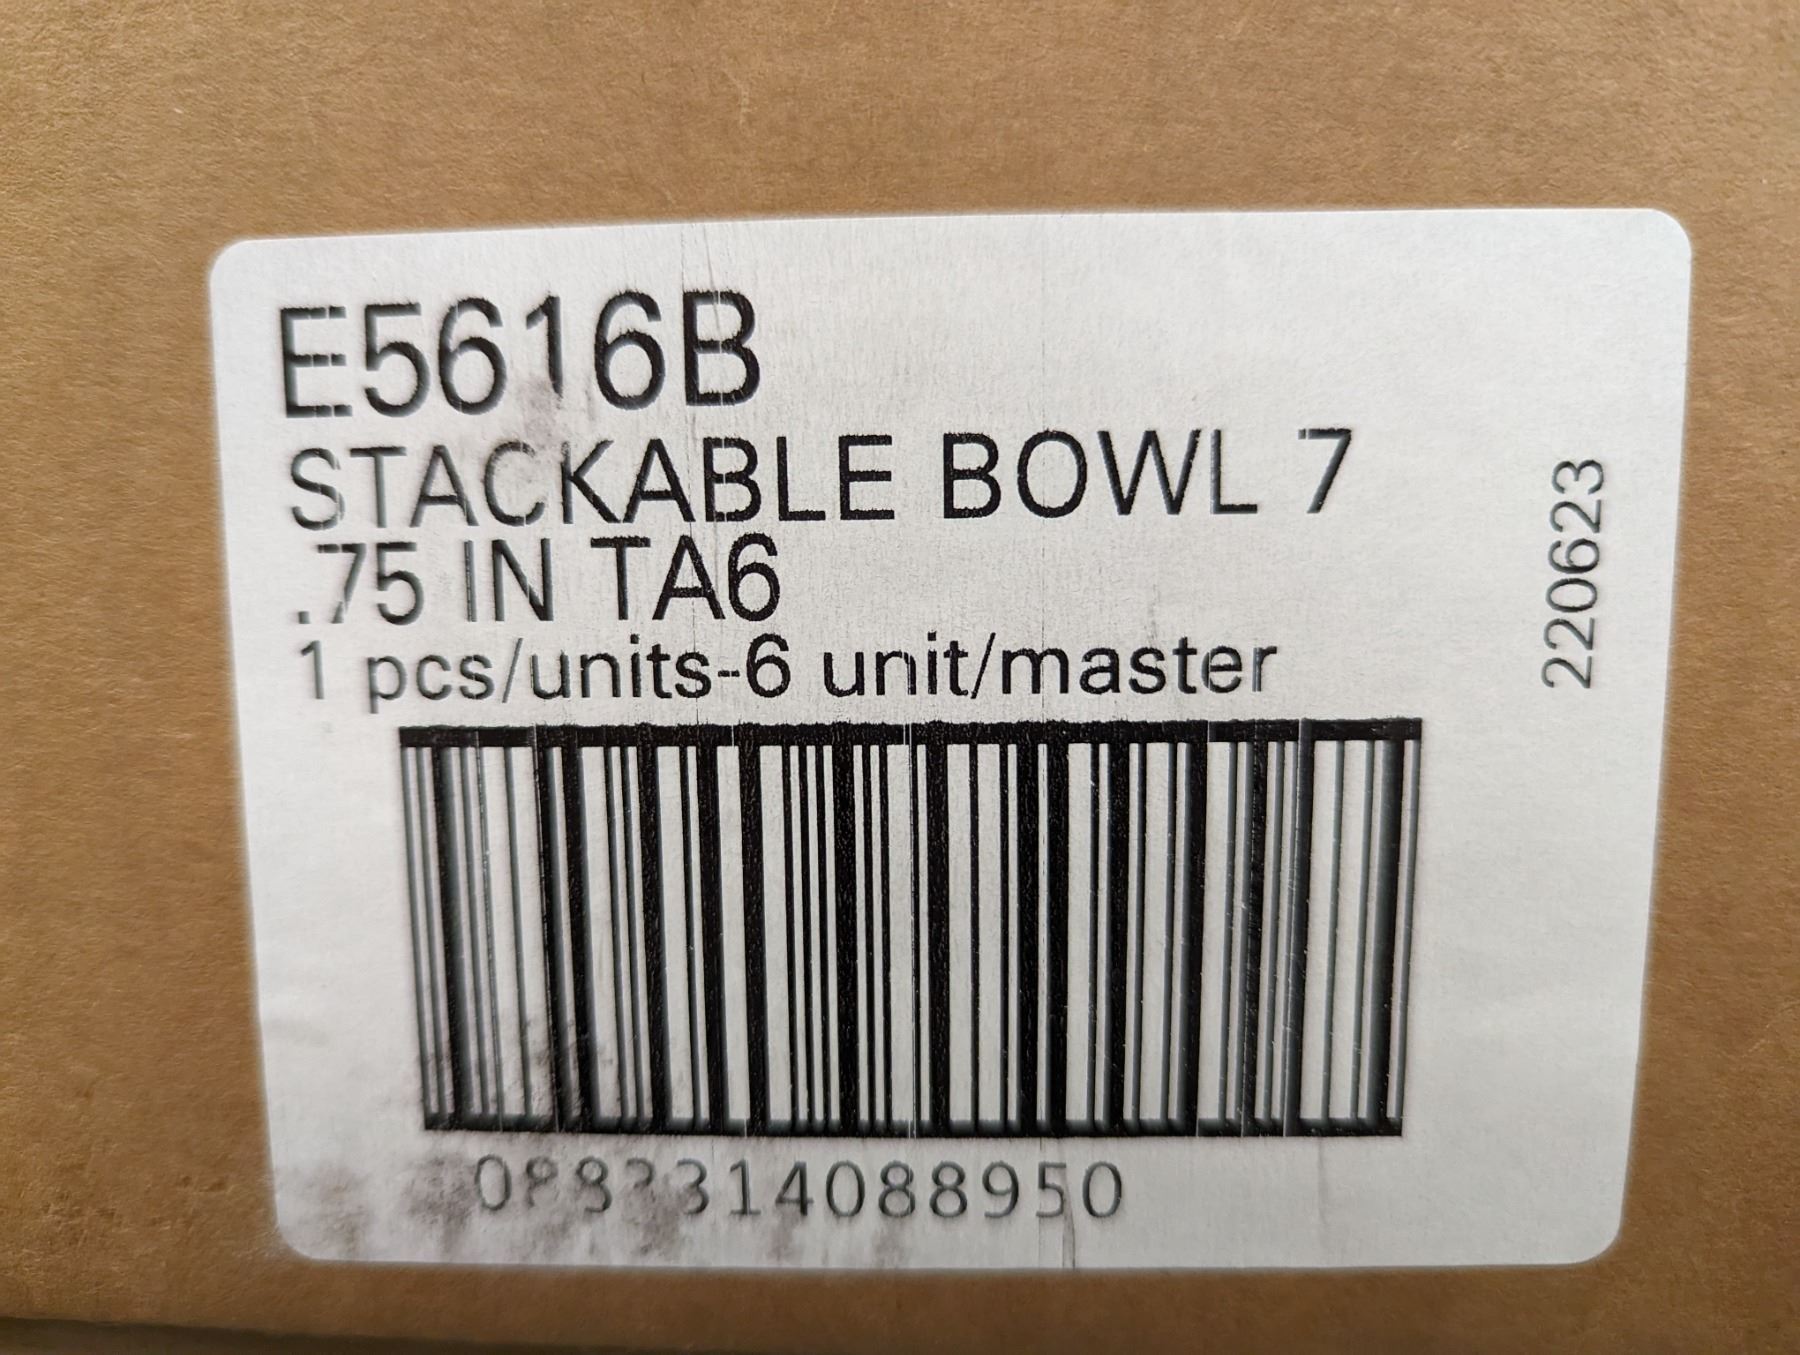 E5616B
STACKABLE BOWL 7
.75 IN TA6
1 pcs/units-6 unit/master
220623